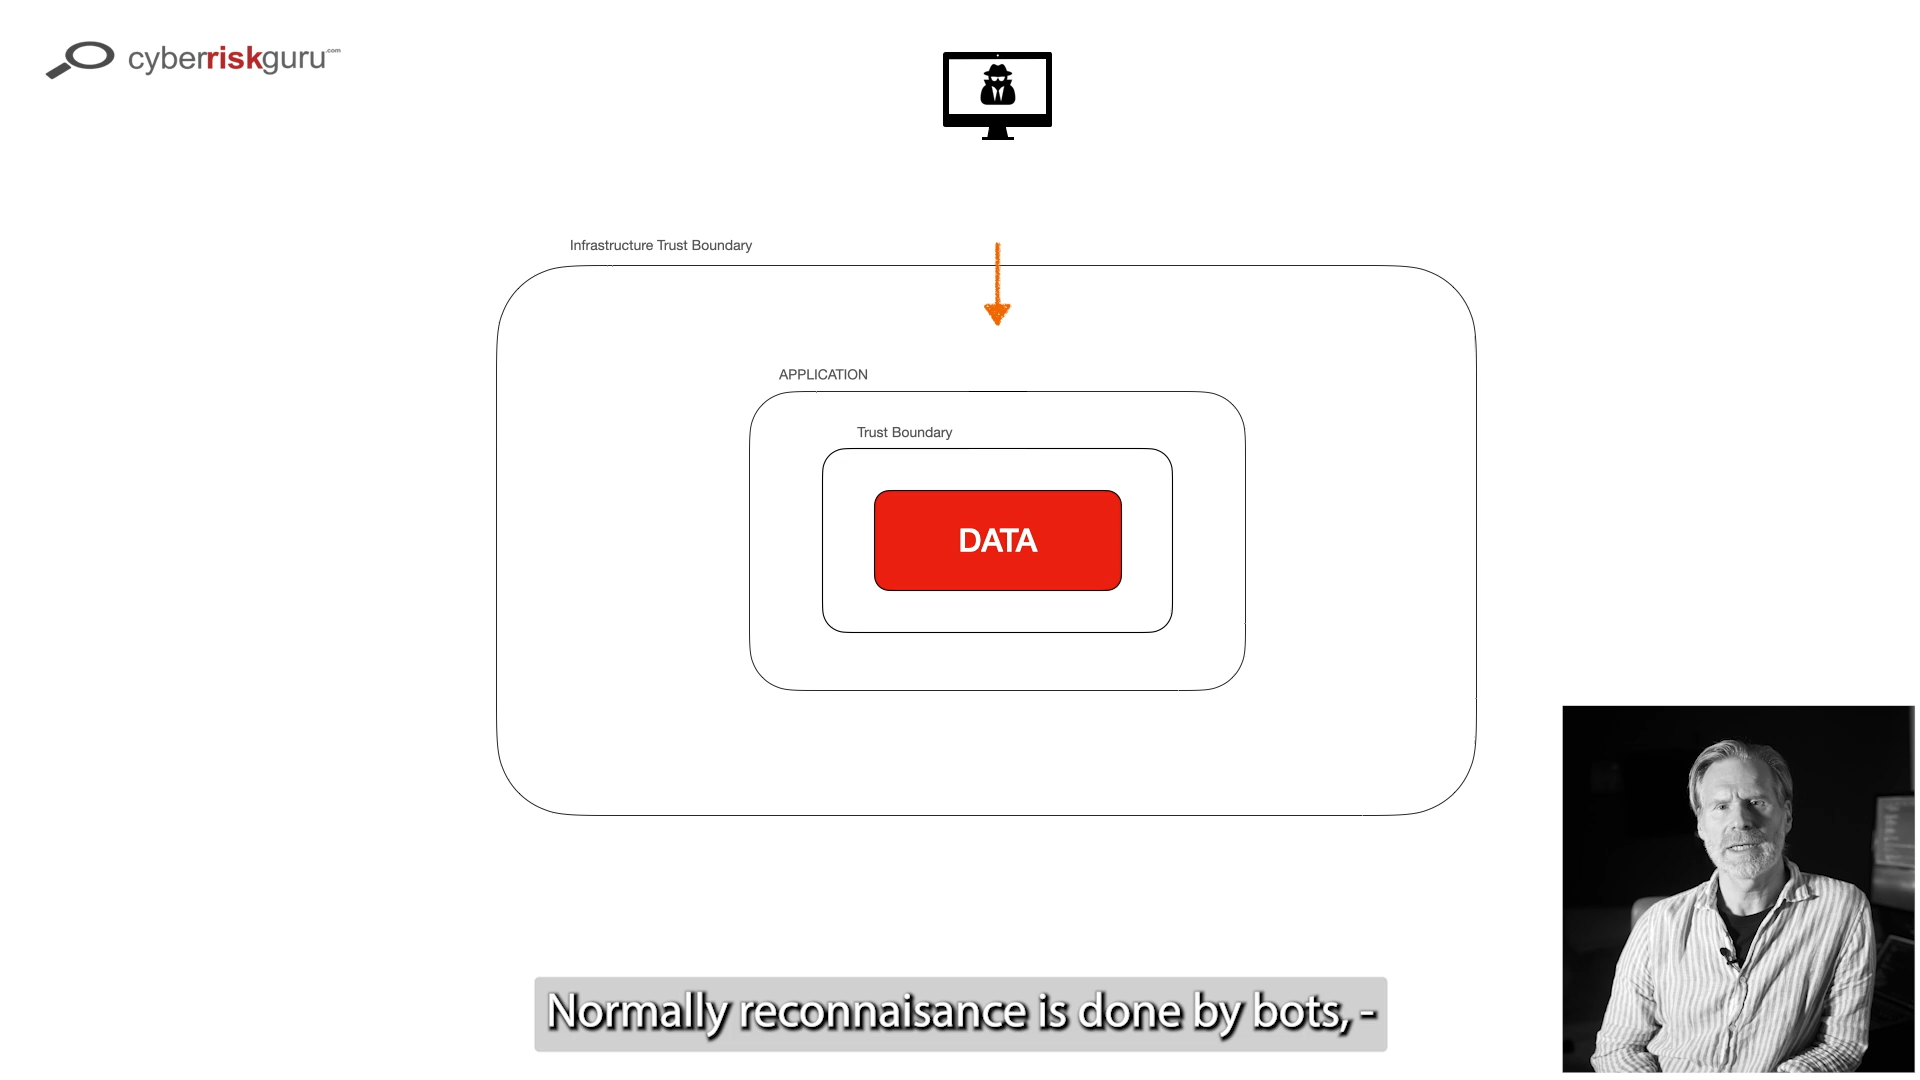 cyberriskguru.com
Infrastructure Trust Boundary
APPLICATION
Trust Boundary
DATA
Normally reconnaisance is done by bots, -